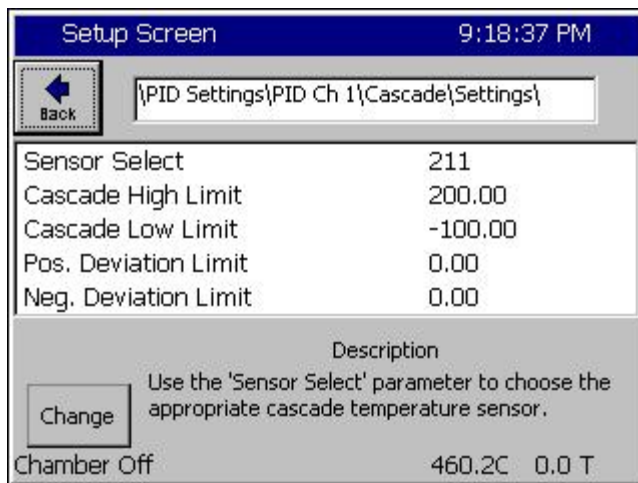 Setup Screen 9:18:37 PM
Back
\PID Settings\PID Ch 1\Cascade\Settings\
Sensor Select 211
Cascade High Limit 200.00
Cascade Low Limit -100.00
Pos. Deviation Limit 0.00
Neg. Deviation Limit 0.00
Description
Use the 'Sensor Select' parameter to choose the
appropriate cascade temperature sensor.
Change
Chamber Off 460.2C 0.0 T